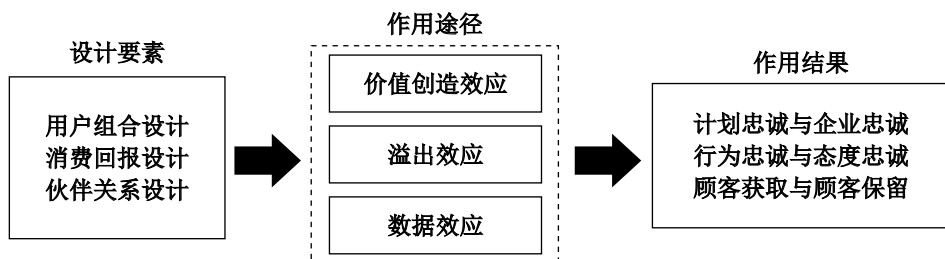 设计要素
用户组合设计
消费回报设计
伙伴关系设计
作用途径
价值创造效应
溢出效应
数据效应
作用结果
计划忠诚与企业忠诚
行为忠诚与态度忠诚
顾客获取与顾客保留